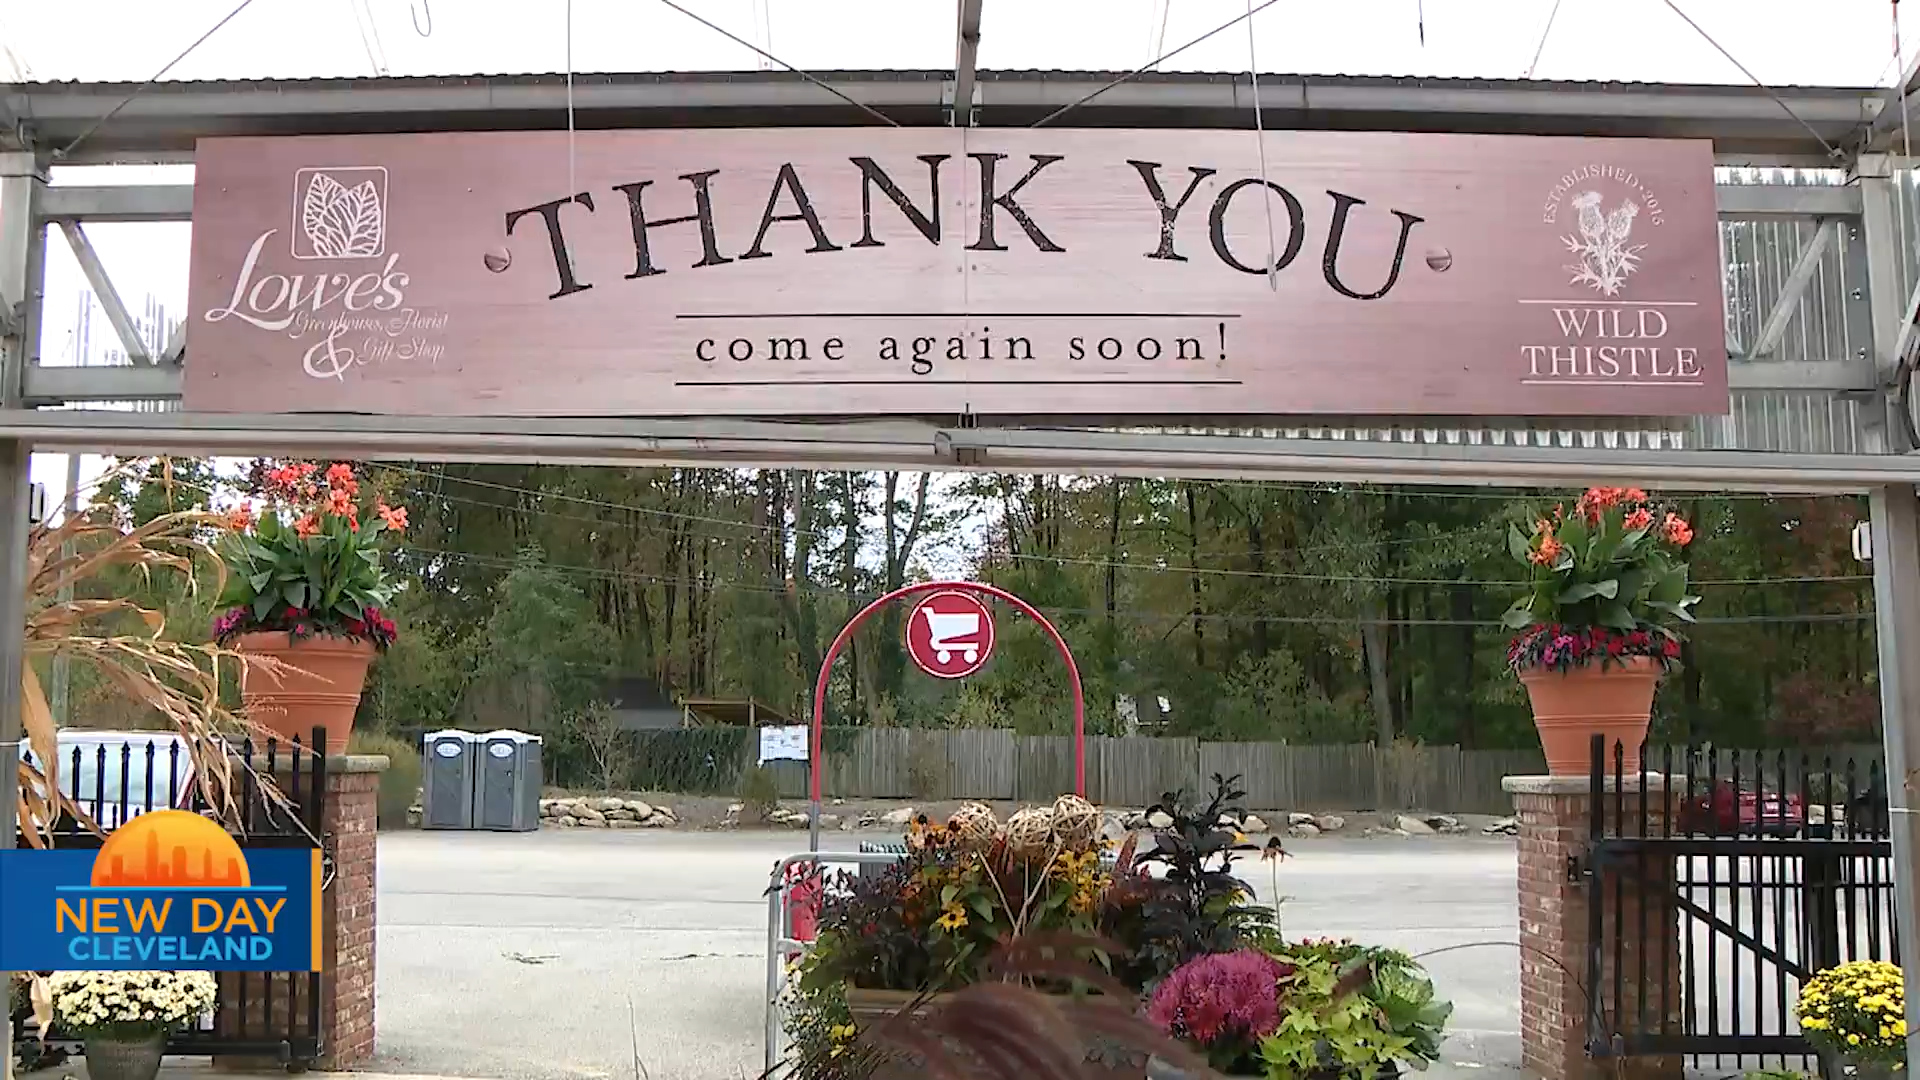 Lowe's
Greenhouses, Florist
& Gift Shop
THANK YOU
come again soon!
ESTABLISHED • 2015
WILD
THISTLE
NEW DAY
CLEVELAND